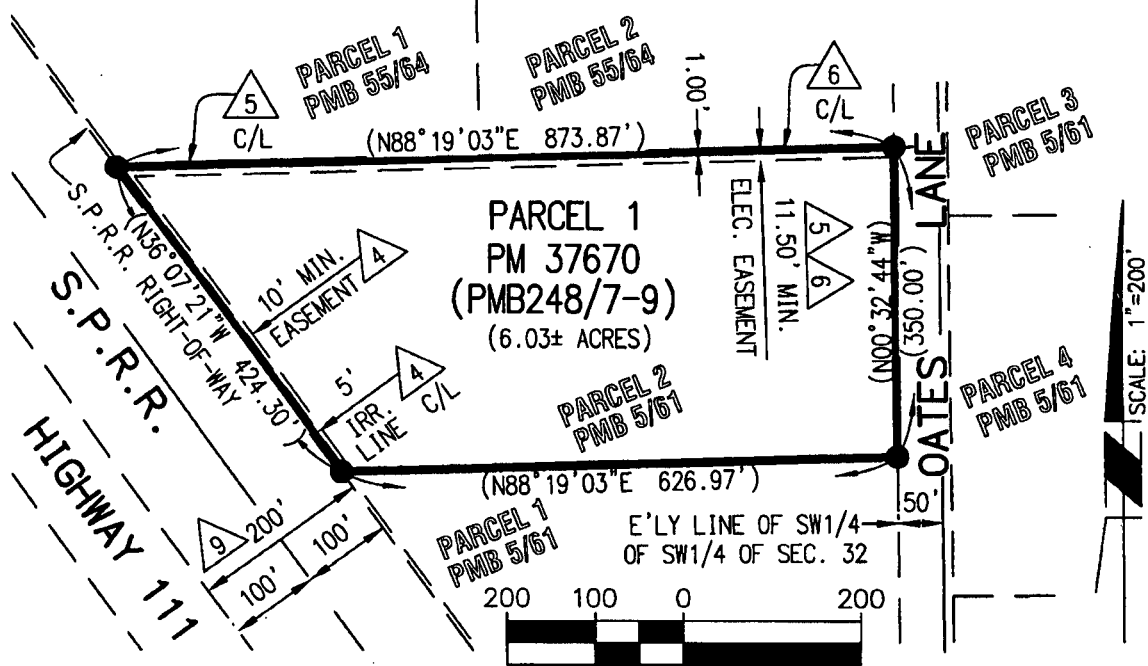 PARCEL 1
PMB 55/64
PARCEL 2
PMB 55/64
5
C/L
1.00'
6
C/L
PARCEL 3
PMB 5/61
(N88°19'03"E 873.87')
S.P.R.R. RIGHT-OF-WAY
(N36°07'21"W 424.30')
10' MIN.
EASEMENT
4
PARCEL 1
PM 37670
(PMB248/7-9)
(6.03± ACRES)
ELEC. EASEMENT
11.50' MIN.
5
6
(N00°32'44"W)
(350.00')
OATES LANE
SCALE: 1"=200'
S.P.R.R.
HIGHWAY 111
5'
IRR.
LINE
4
C/L
PARCEL 2
PMB 5/61
PARCEL 4
PMB 5/61
(N88°19'03"E 626.97')
50'
E'LY LINE OF SW1/4
OF SW1/4 OF SEC. 32
9
200'
100'
100'
PARCEL 1
PMB 5/61
200 100 0 200